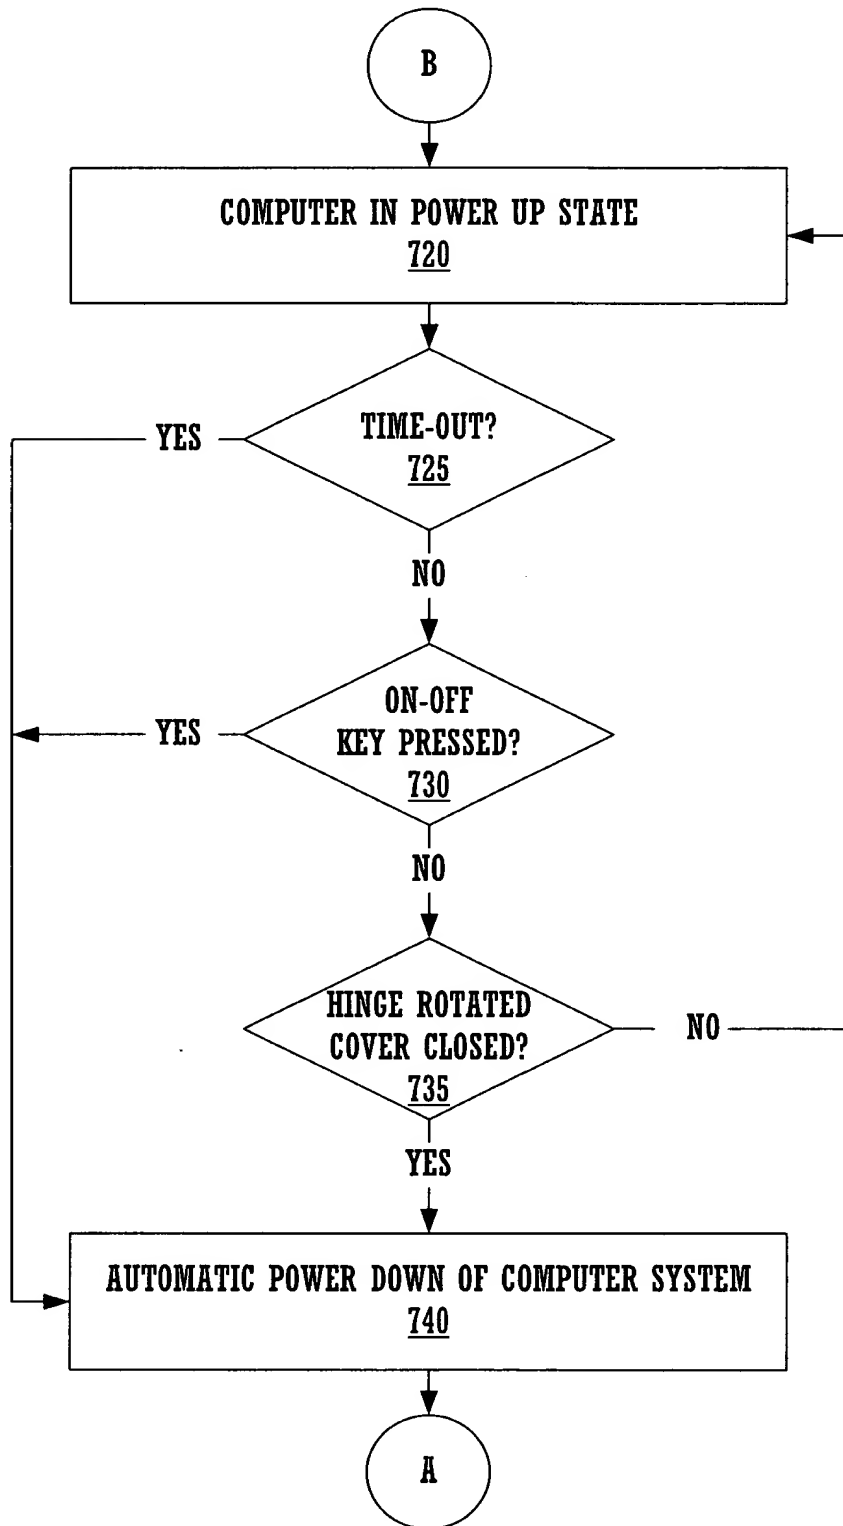 B
COMPUTER IN POWER UP STATE
720
TIME-OUT?
725
YES
NO
ON-OFF
KEY PRESSED?
730
YES
NO
HINGE ROTATED
COVER CLOSED?
735
NO
YES
AUTOMATIC POWER DOWN OF COMPUTER SYSTEM
740
A